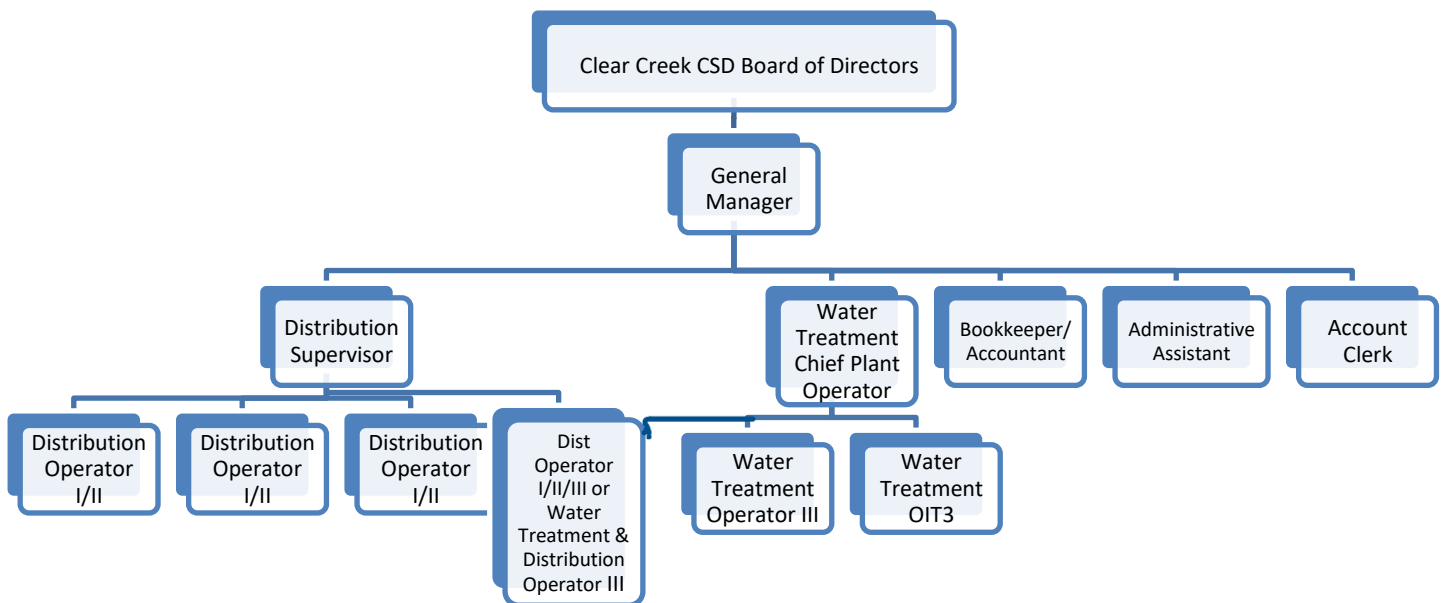 Clear Creek CSD Board of Directors
General
Manager
Distribution
Supervisor
Water
Treatment
Chief Plant
Operator
Bookkeeper/
Accountant
Administrative
Assistant
Account
Clerk
Distribution
Operator
I/II
Distribution
Operator
I/II
Distribution
Operator
I/II
Dist
Operator
I/II/III or
Water
Treatment &
Distribution
Operator III
Water
Treatment
Operator III
Water
Treatment
OIT3